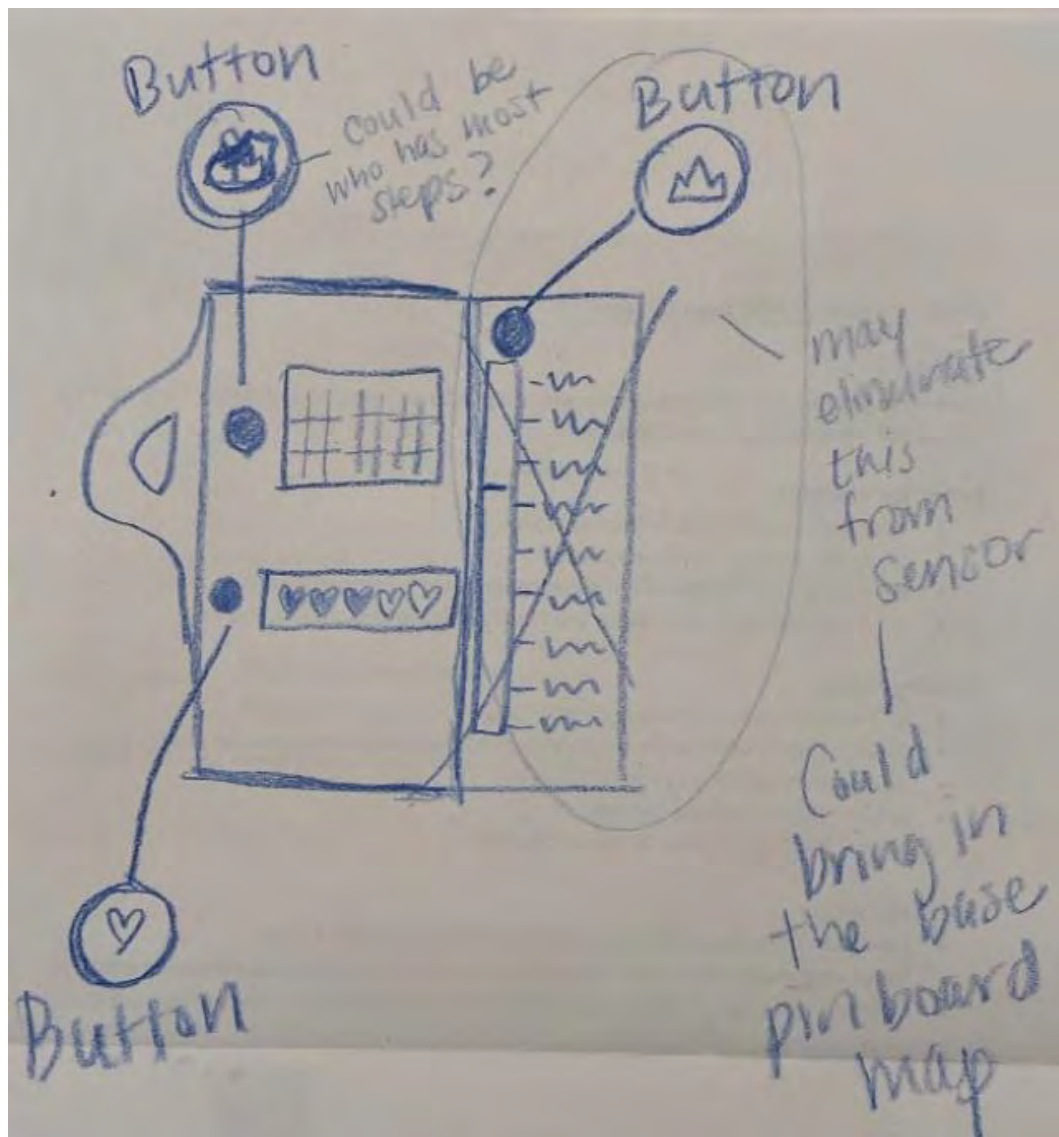 Button
could be
who has most
steps?
Button
may
eliminate
this
from
sensor
Could
bring in
the base
pin board
map
Button